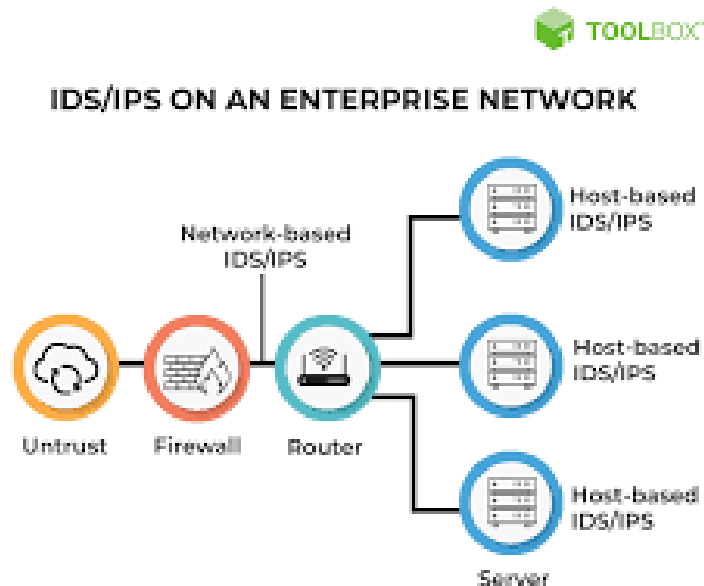 TOOLBOX
IDS/IPS ON AN ENTERPRISE NETWORK
Host-based
IDS/IPS
Network-based
IDS/IPS
Host-based
IDS/IPS
Untrust
Firewall
Router
Host-based
IDS/IPS
Server